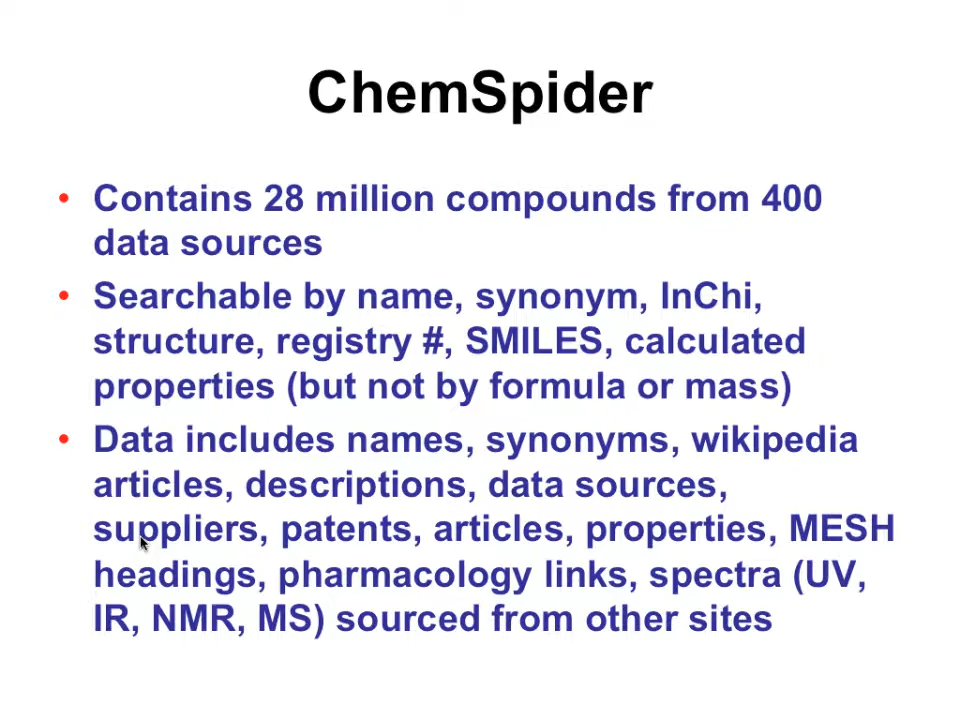 ChemSpider
• Contains 28 million compounds from 400
data sources
• Searchable by name, synonym, InChi,
structure, registry #, SMILES, calculated
properties (but not by formula or mass)
• Data includes names, synonyms, wikipedia
articles, descriptions, data sources,
suppliers, patents, articles, properties, MESH
headings, pharmacology links, spectra (UV,
IR, NMR, MS) sourced from other sites